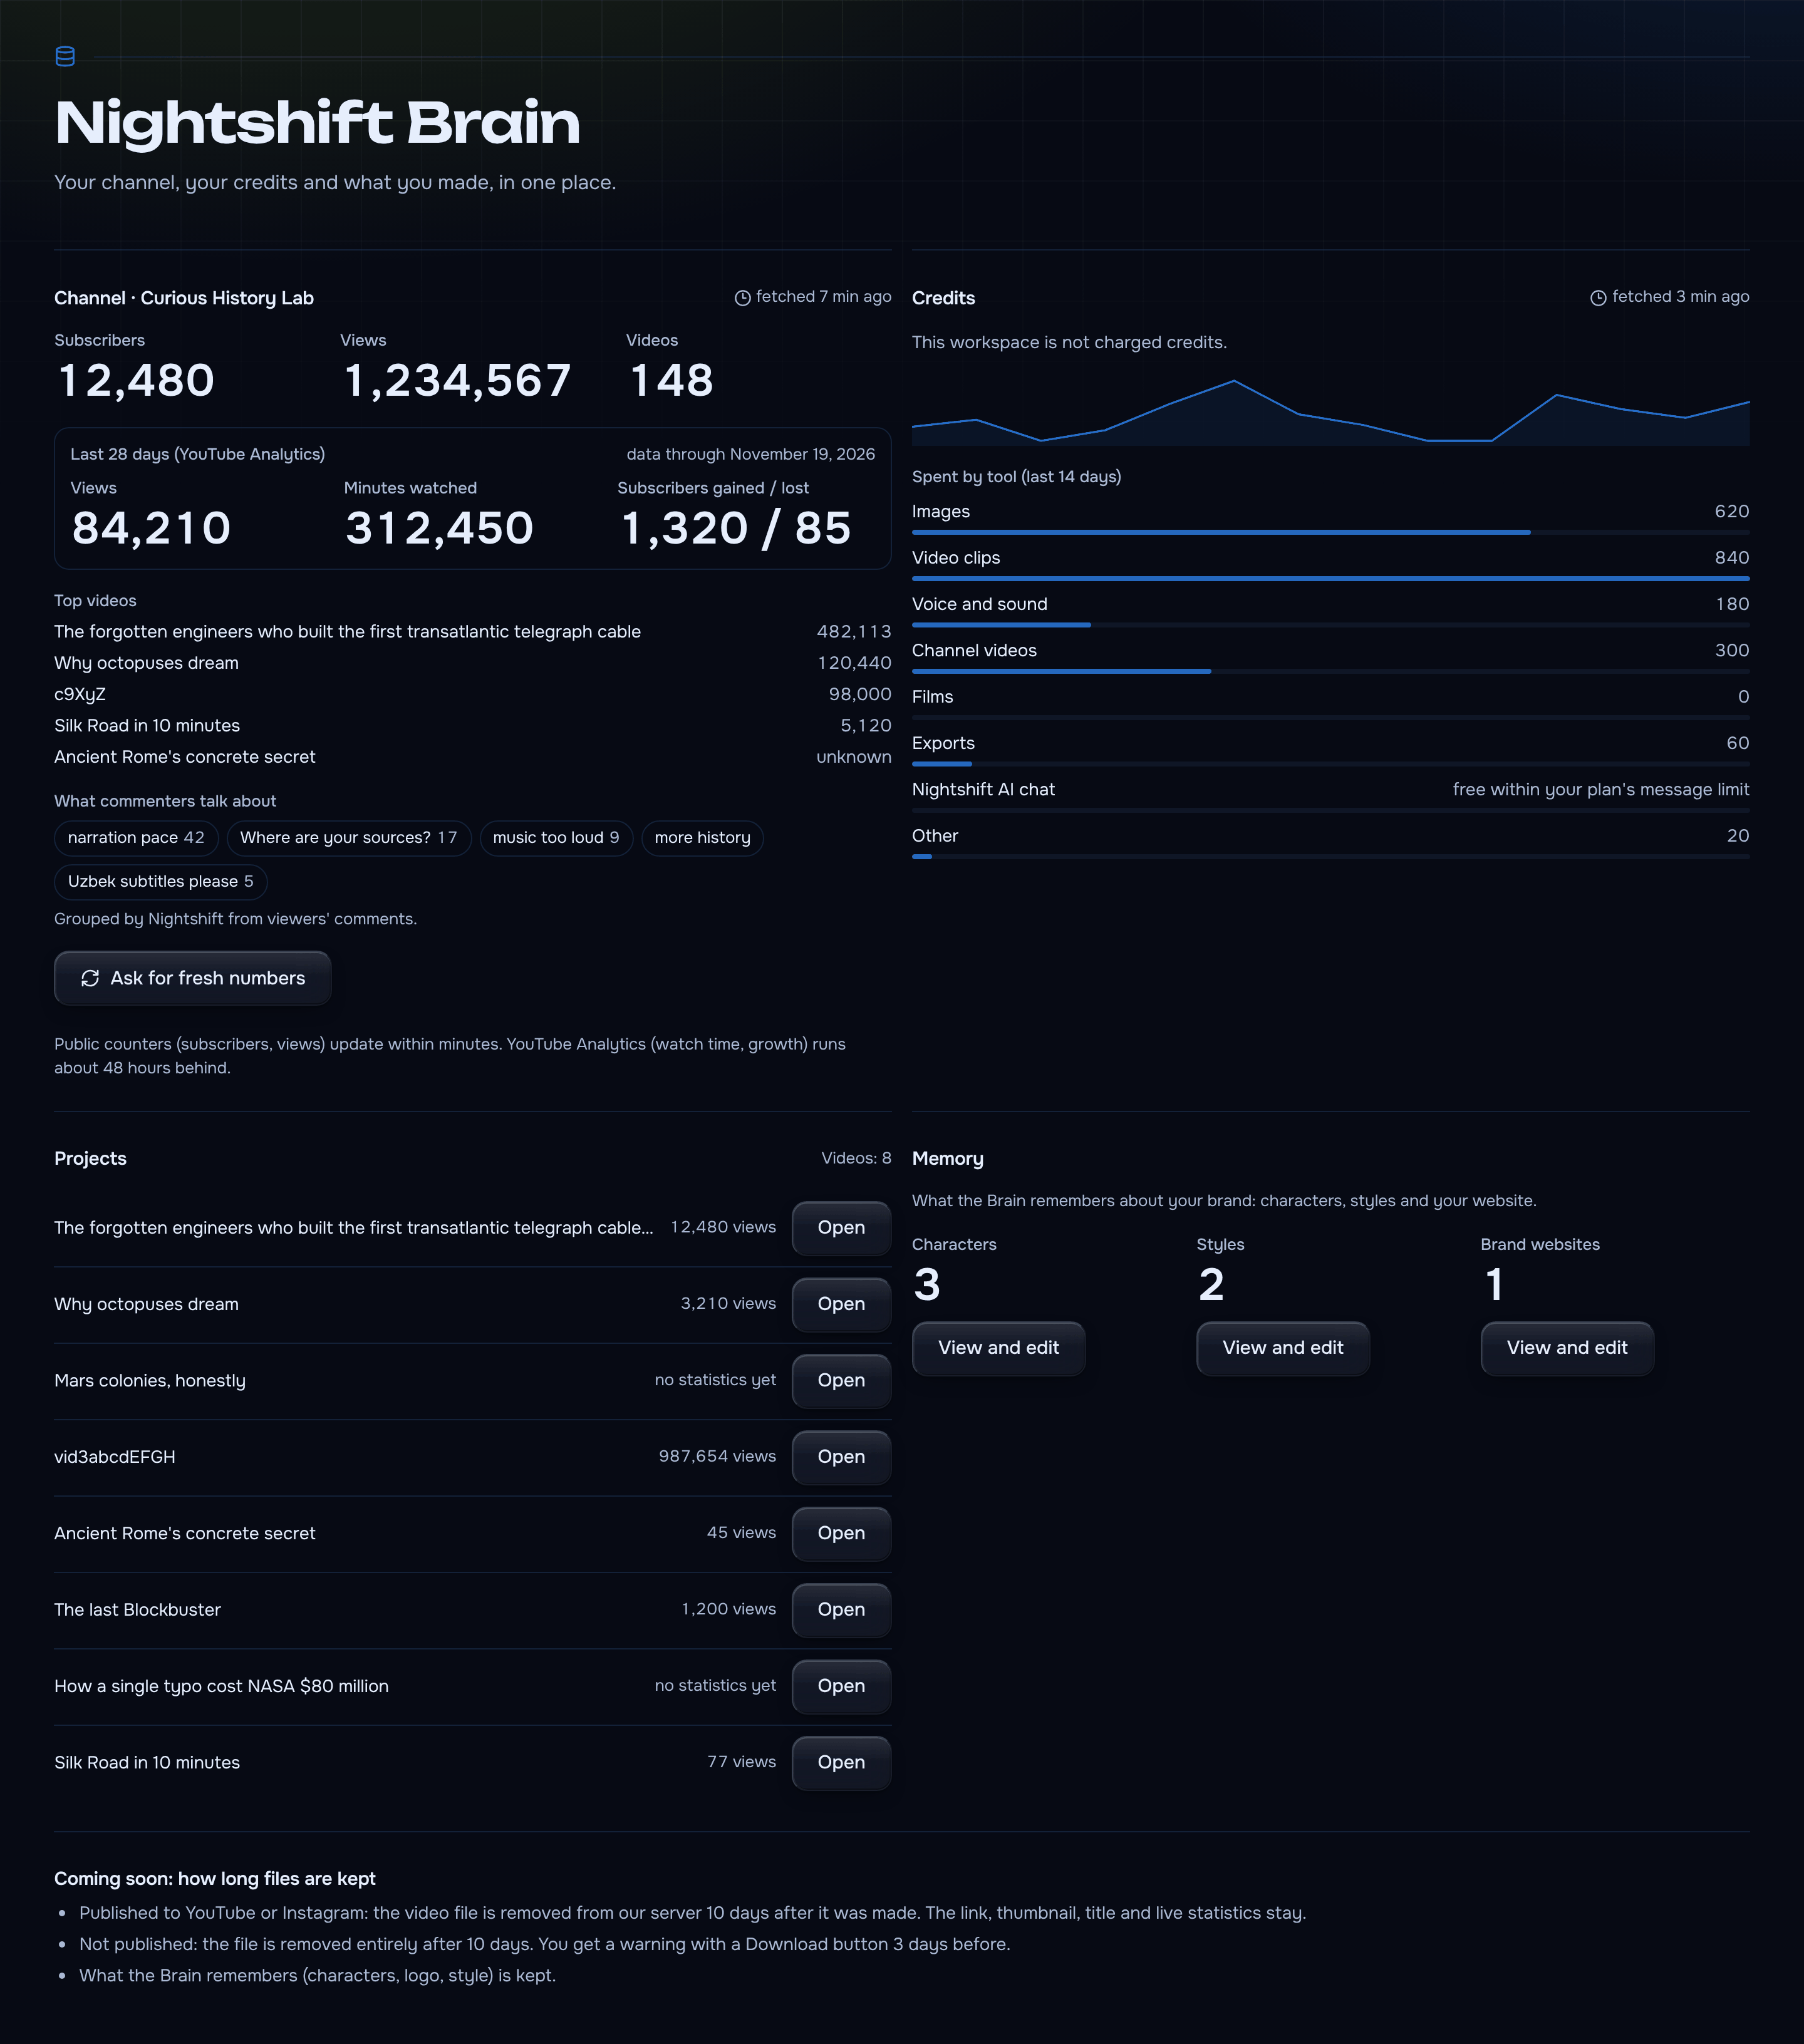 Nightshift Brain
Your channel, your credits and what you made, in one place.
Channel · Curious History Lab
fetched 7 min ago
Subscribers
Views
Videos
12,480
1,234,567
148
Last 28 days (YouTube Analytics)
data through November 19, 2026
Views
Minutes watched
Subscribers gained / lost
84,210
312,450
1,320 / 85
Top videos
The forgotten engineers who built the first transatlantic telegraph cable
482,113
Why octopuses dream
120,440
c9XyZ
98,000
Silk Road in 10 minutes
5,120
Ancient Rome's concrete secret
unknown
What commenters talk about
narration pace 42
Where are your sources? 17
music too loud 9
more history
Uzbek subtitles please 5
Grouped by Nightshift from viewers' comments.
Ask for fresh numbers
Public counters (subscribers, views) update within minutes. YouTube Analytics (watch time, growth) runs
about 48 hours behind.
Credits
fetched 3 min ago
This workspace is not charged credits.
Spent by tool (last 14 days)
Images
620
Video clips
840
Voice and sound
180
Channel videos
300
Films
0
Exports
60
Nightshift AI chat
free within your plan's message limit
Other
20
Projects
Videos: 8
The forgotten engineers who built the first transatlantic telegraph cable...
12,480 views
Open
Why octopuses dream
3,210 views
Open
Mars colonies, honestly
no statistics yet
Open
vid3abcdEFGH
987,654 views
Open
Ancient Rome's concrete secret
45 views
Open
The last Blockbuster
1,200 views
Open
How a single typo cost NASA $80 million
no statistics yet
Open
Silk Road in 10 minutes
77 views
Open
Memory
What the Brain remembers about your brand: characters, styles and your website.
Characters
Styles
Brand websites
3
2
1
View and edit
View and edit
View and edit
Coming soon: how long files are kept
• Published to YouTube or Instagram: the video file is removed from our server 10 days after it was made. The link, thumbnail, title and live statistics stay.
• Not published: the file is removed entirely after 10 days. You get a warning with a Download button 3 days before.
• What the Brain remembers (characters, logo, style) is kept.